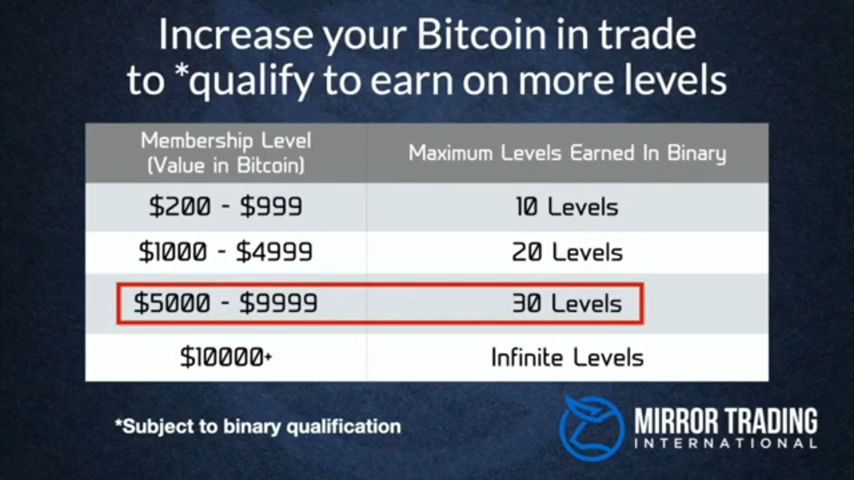 Increase your Bitcoin in trade
to *qualify to earn on more levels
Membership Level
(Value in Bitcoin)
Maximum Levels Earned In Binary
$200 - $999
10 Levels
$1000 - $4999
20 Levels
$5000 - $9999
30 Levels
$10000+
Infinite Levels
*Subject to binary qualification
MIRROR TRADING
INTERNATIONAL